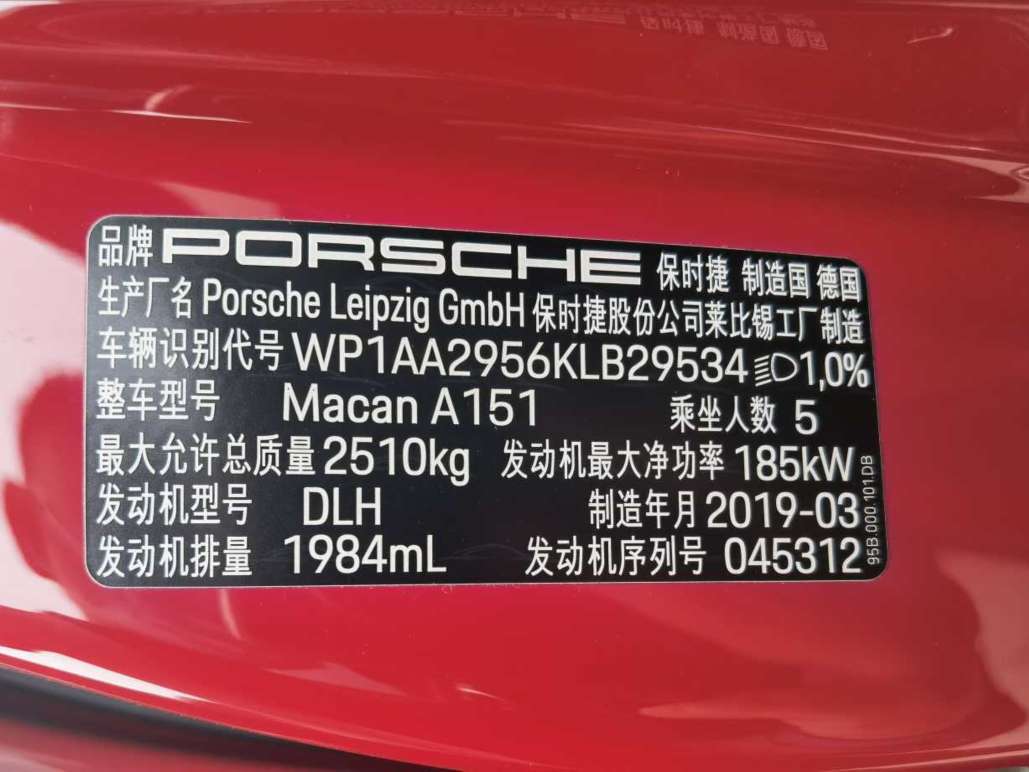 品牌 PORSCHE 保时捷 制造国 德国
生产厂名 Porsche Leipzig GmbH 保时捷股份公司莱比锡工厂制造
车辆识别代号 WP1AA2956KLB29534 1,0%
整车型号 Macan A151 乘坐人数 5
最大允许总质量 2510kg 发动机最大净功率 185kW
发动机型号 DLH 制造年月 2019-03
发动机排量 1984mL 发动机序列号 045312
95B.000.101.DB